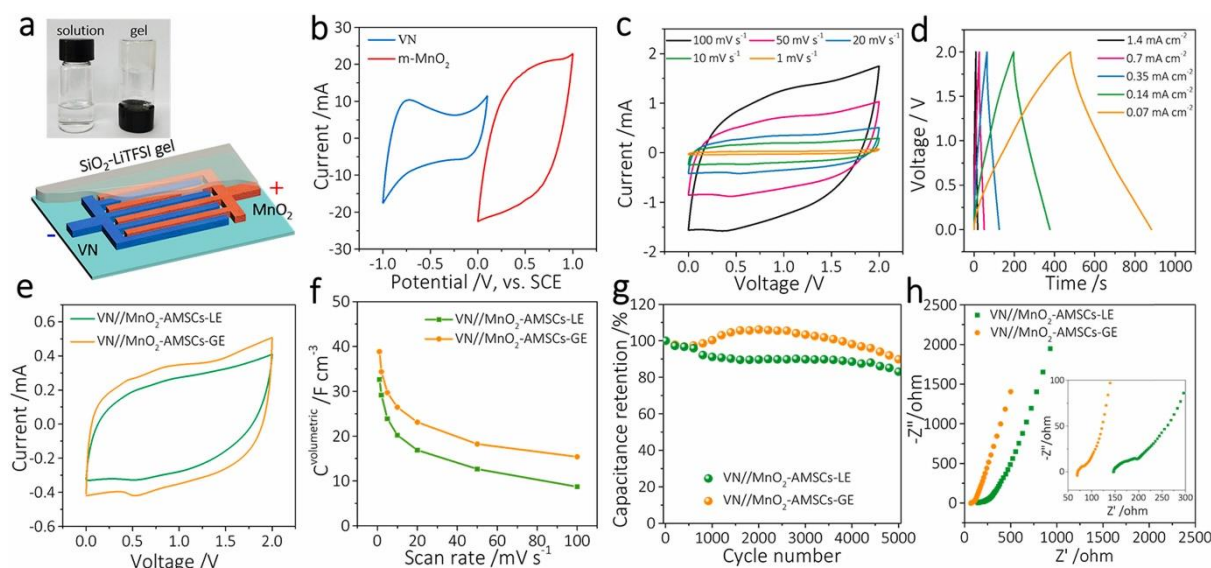 a
solution
gel
SiO₂-LiTFSI gel
+
MnO₂
-
VN
b
VN
m-MnO₂
Current /mA
30
20
10
0
-10
-20
-30
-1.0
-0.5
0.0
0.5
1.0
Potential /V, vs. SCE
c
100 mV s⁻¹
50 mV s⁻¹
20 mV s⁻¹
10 mV s⁻¹
1 mV s⁻¹
Current /mA
2
1
0
-1
-2
0.0
0.5
1.0
1.5
2.0
Voltage /V
d
1.4 mA cm⁻²
0.7 mA cm⁻²
0.35 mA cm⁻²
0.14 mA cm⁻²
0.07 mA cm⁻²
Voltage / V
2.0
1.5
1.0
0.5
0.0
0
200
400
600
800
1000
Time /s
e
VN//MnO₂-AMSCs-LE
VN//MnO₂-AMSCs-GE
Current /mA
0.6
0.4
0.2
0.0
-0.2
-0.4
-0.6
0.0
0.5
1.0
1.5
2.0
Voltage /V
f
VN//MnO₂-AMSCs-LE
VN//MnO₂-AMSCs-GE
Cvolumetric /F cm⁻³
50
40
30
20
10
0
0
20
40
60
80
100
Scan rate /mV s⁻¹
g
Capacitance retention /%
120
100
80
60
40
20
0
VN//MnO₂-AMSCs-LE
VN//MnO₂-AMSCs-GE
0
1000
2000
3000
4000
5000
Cycle number
h
VN//MnO₂-AMSCs-LE
VN//MnO₂-AMSCs-GE
-Z"/ohm
2500
2000
1500
1000
500
0
0
500
1000
1500
2000
2500
Z' /ohm
-Z"/ohm
100
50
0
50
100
150
200
250
300
Z' /ohm